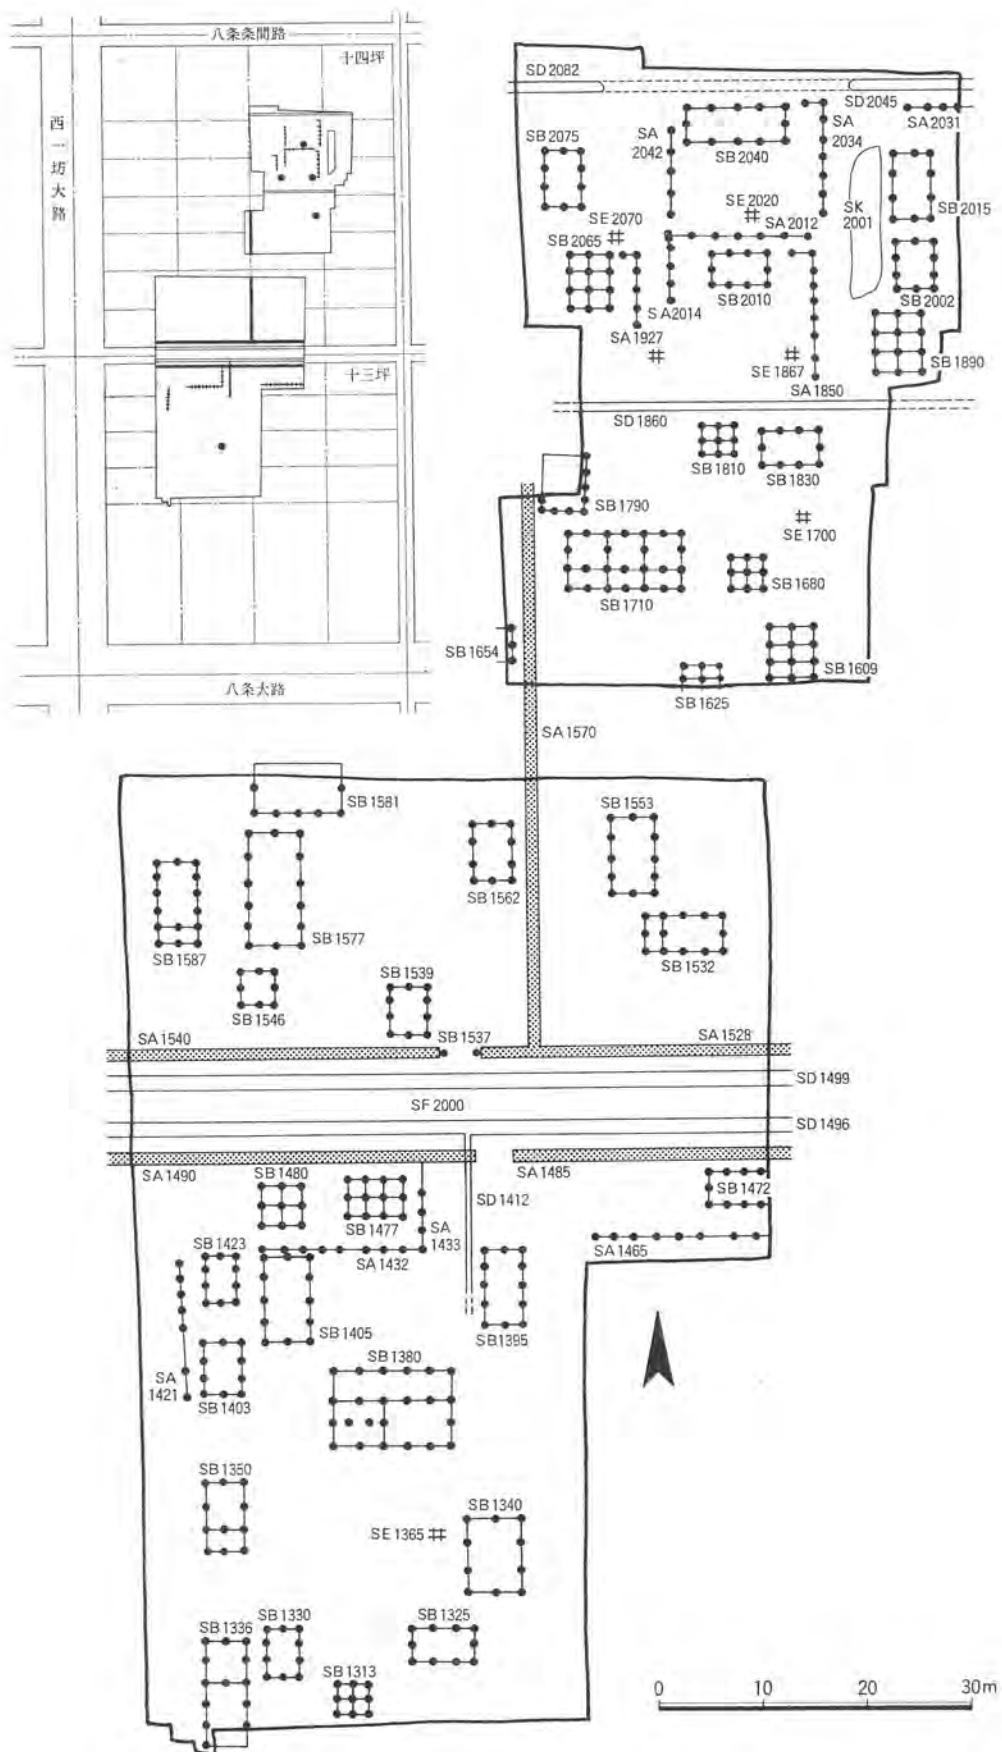 八条条間路
十四坪
西一坊大路
十三坪
八条大路
SD 2082
SD 2045
SA 2031
SB 2075
SA
2042
SB 2040
SA
2034
SE 2070
SE 2020
SA 2012
SK
2001
SB 2015
SB 2065
SB 2010
SB 2002
SA 2014
SA 1927
SE 1867
SA 1850
SB 1890
SD 1860
SB 1810
SB 1830
SB 1790
SE 1700
SB 1710
SB 1680
SB 1654
SB 1625
SB 1609
SA 1570
SB 1581
SB 1553
SB 1562
SB 1587
SB 1577
SB 1532
SB 1546
SB 1539
SA 1540
SB 1537
SA 1528
SD 1499
SF 2000
SD 1496
SA 1490
SA 1485
SB 1480
SB 1477
SD 1412
SB 1472
SA
1433
SB 1423
SA 1432
SA 1465
SB 1405
SB 1395
SB 1380
SA
1421
SB 1403
SB 1350
SB 1340
SE 1365
SB 1336
SB 1330
SB 1325
SB 1313
0 10 20 30m